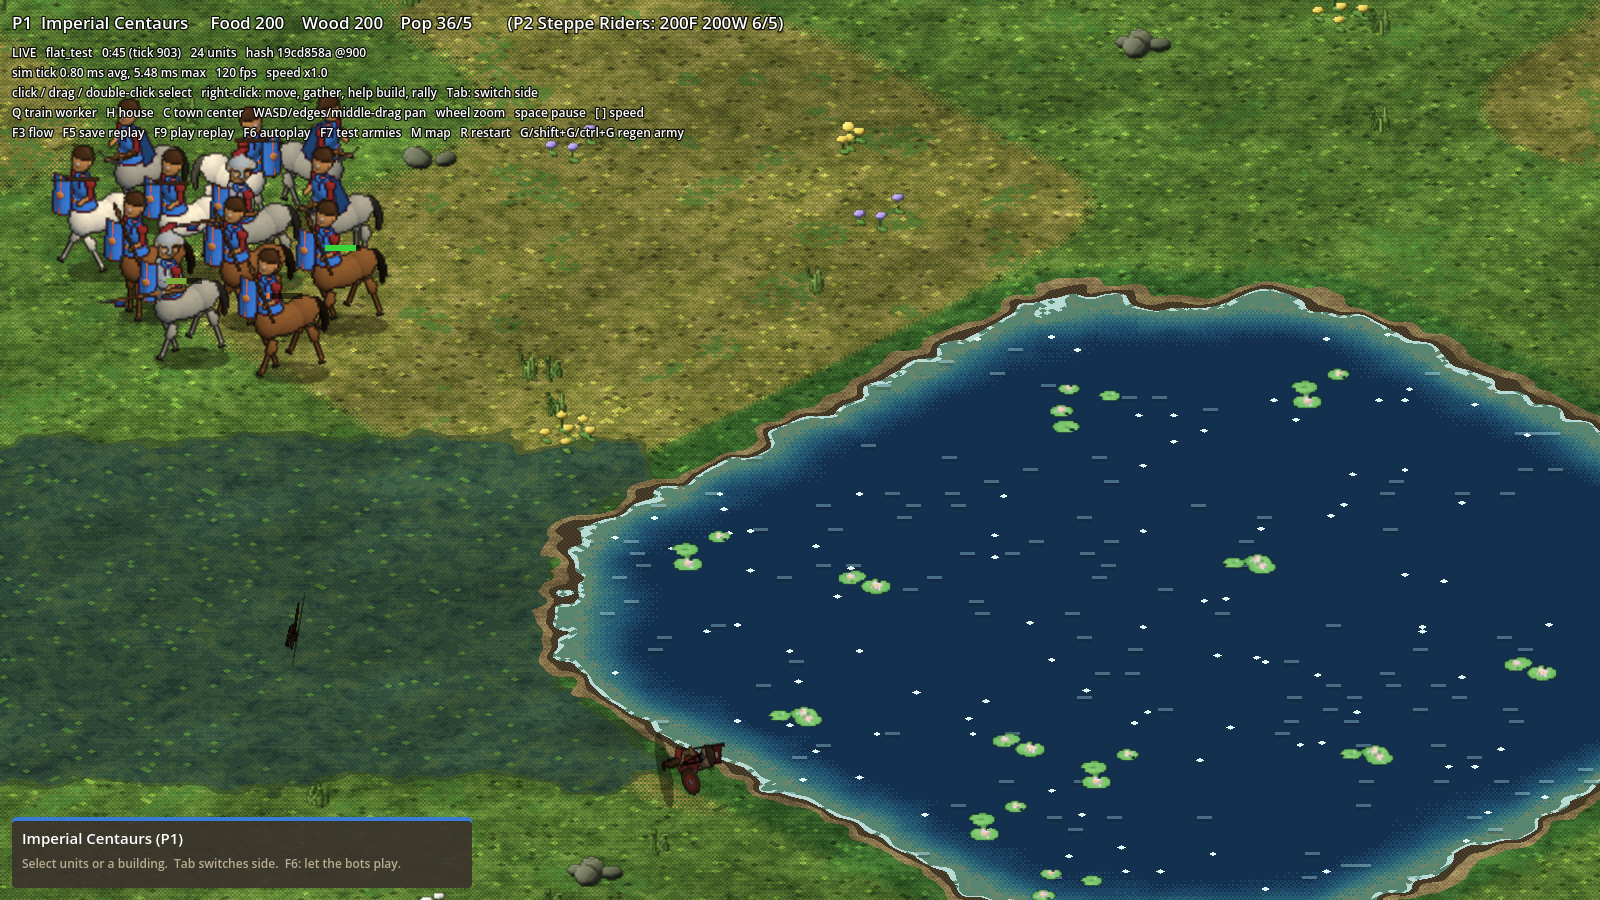 P1 Imperial Centaurs Food 200 Wood 200 Pop 36/5 (P2 Steppe Riders: 200F 200W 6/5)
LIVE flat_test 0:45 (tick 903) 24 units hash 19cd858a @900
sim tick 0.80 ms avg, 5.48 ms max 120 fps speed x1.0
click / drag / double-click select right-click: move, gather, help build, rally Tab: switch side
Q train worker H house C town center WASD/edges/middle-drag pan wheel zoom space pause [ ] speed
F3 flow F5 save replay F9 play replay F6 autoplay F7 test armies M map R restart G/shift+G/ctrl+G regen army
Imperial Centaurs (P1)
Select units or a building. Tab switches side. F6: let the bots play.